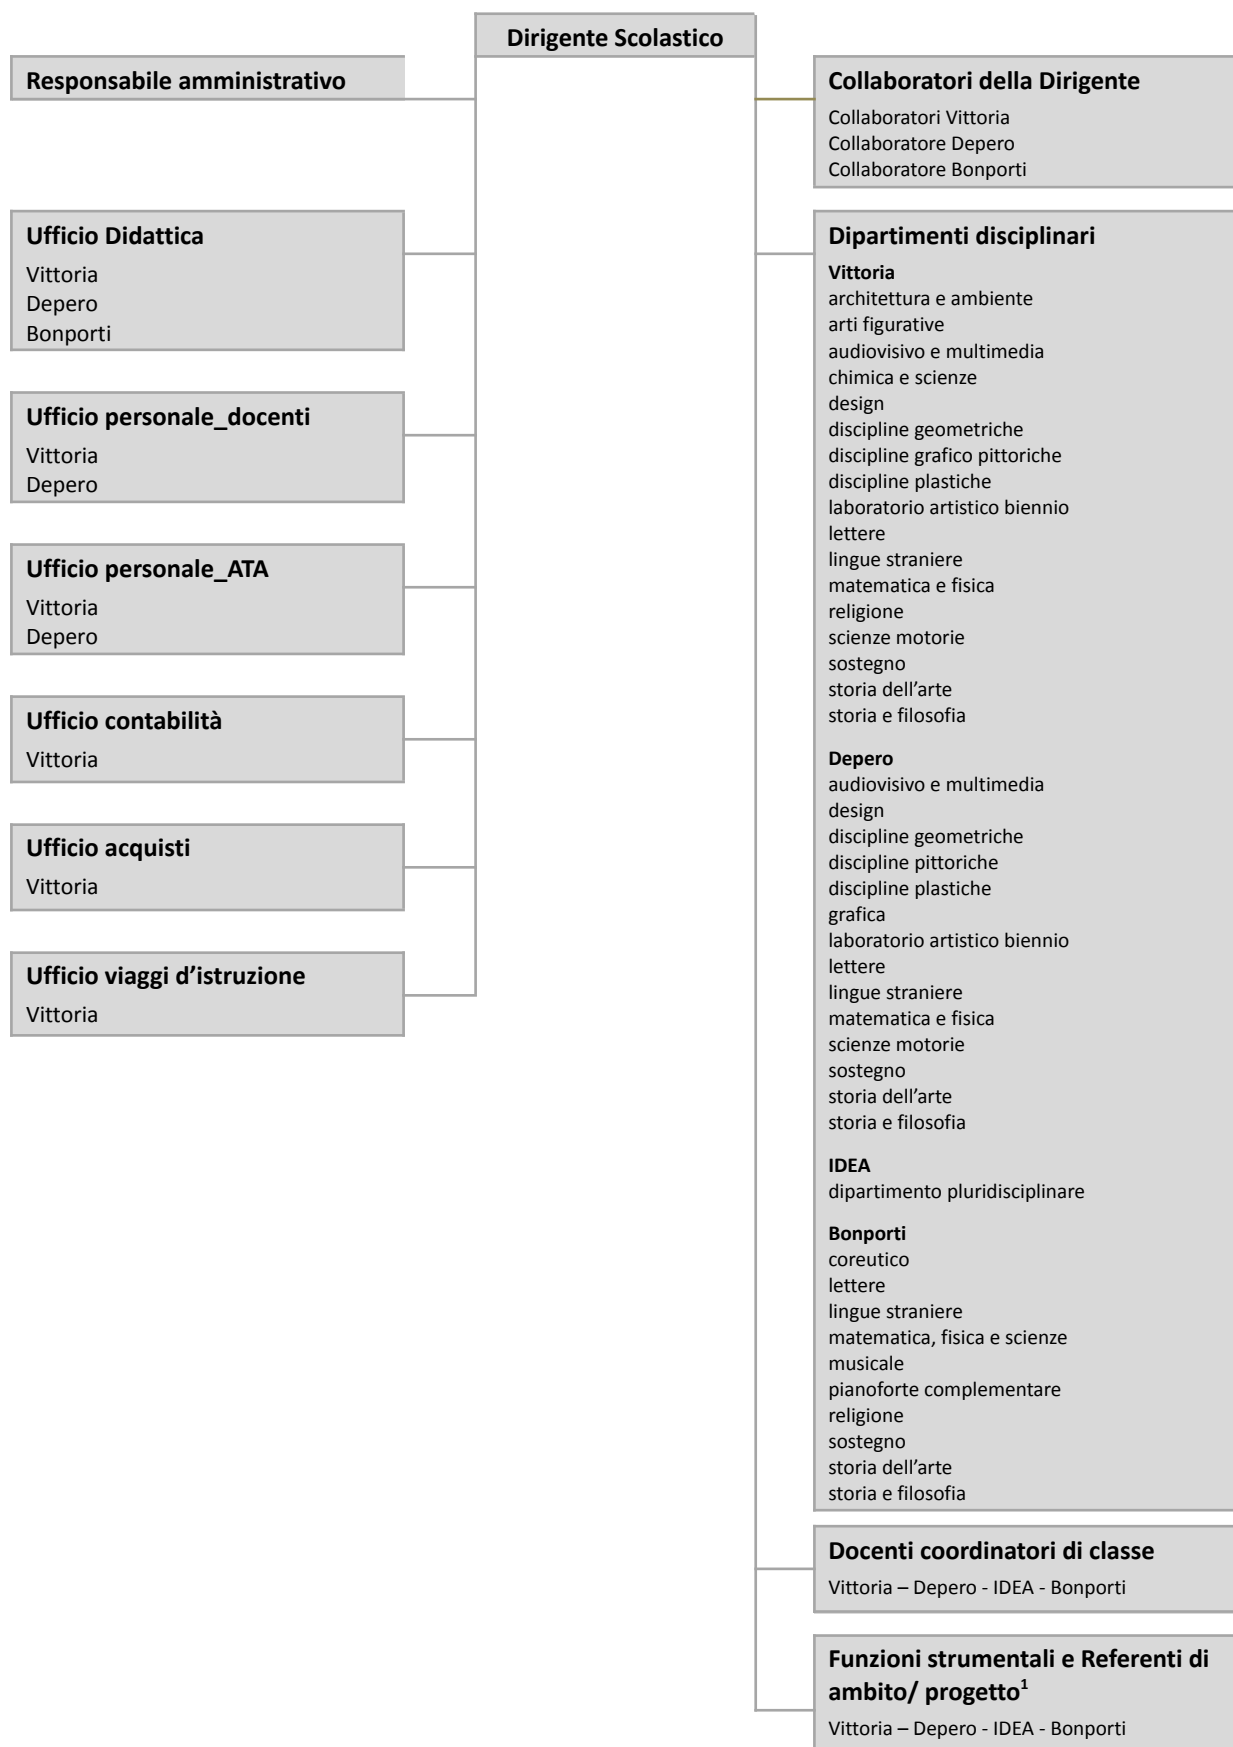 Dirigente Scolastico
Responsabile amministrativo
Ufficio Didattica
Vittoria
Depero
Bonporti
Ufficio personale_docenti
Vittoria
Depero
Ufficio personale_ATA
Vittoria
Depero
Ufficio contabilità
Vittoria
Ufficio acquisti
Vittoria
Ufficio viaggi d’istruzione
Vittoria
Collaboratori della Dirigente
Collaboratori Vittoria
Collaboratore Depero
Collaboratore Bonporti
Dipartimenti disciplinari
Vittoria
architettura e ambiente
arti figurative
audiovisivo e multimedia
chimica e scienze
design
discipline geometriche
discipline grafico pittoriche
discipline plastiche
laboratorio artistico biennio
lettere
lingue straniere
matematica e fisica
religione
scienze motorie
sostegno
storia dell’arte
storia e filosofia
Depero
audiovisivo e multimedia
design
discipline geometriche
discipline pittoriche
discipline plastiche
grafica
laboratorio artistico biennio
lettere
lingue straniere
matematica e fisica
scienze motorie
sostegno
storia dell’arte
storia e filosofia
IDEA
dipartimento pluridisciplinare
Bonporti
coreutico
lettere
lingue straniere
matematica, fisica e scienze
musicale
pianoforte complementare
religione
sostegno
storia dell’arte
storia e filosofia
Docenti coordinatori di classe
Vittoria – Depero - IDEA - Bonporti
Funzioni strumentali e Referenti di
ambito/ progetto¹
Vittoria – Depero - IDEA - Bonporti